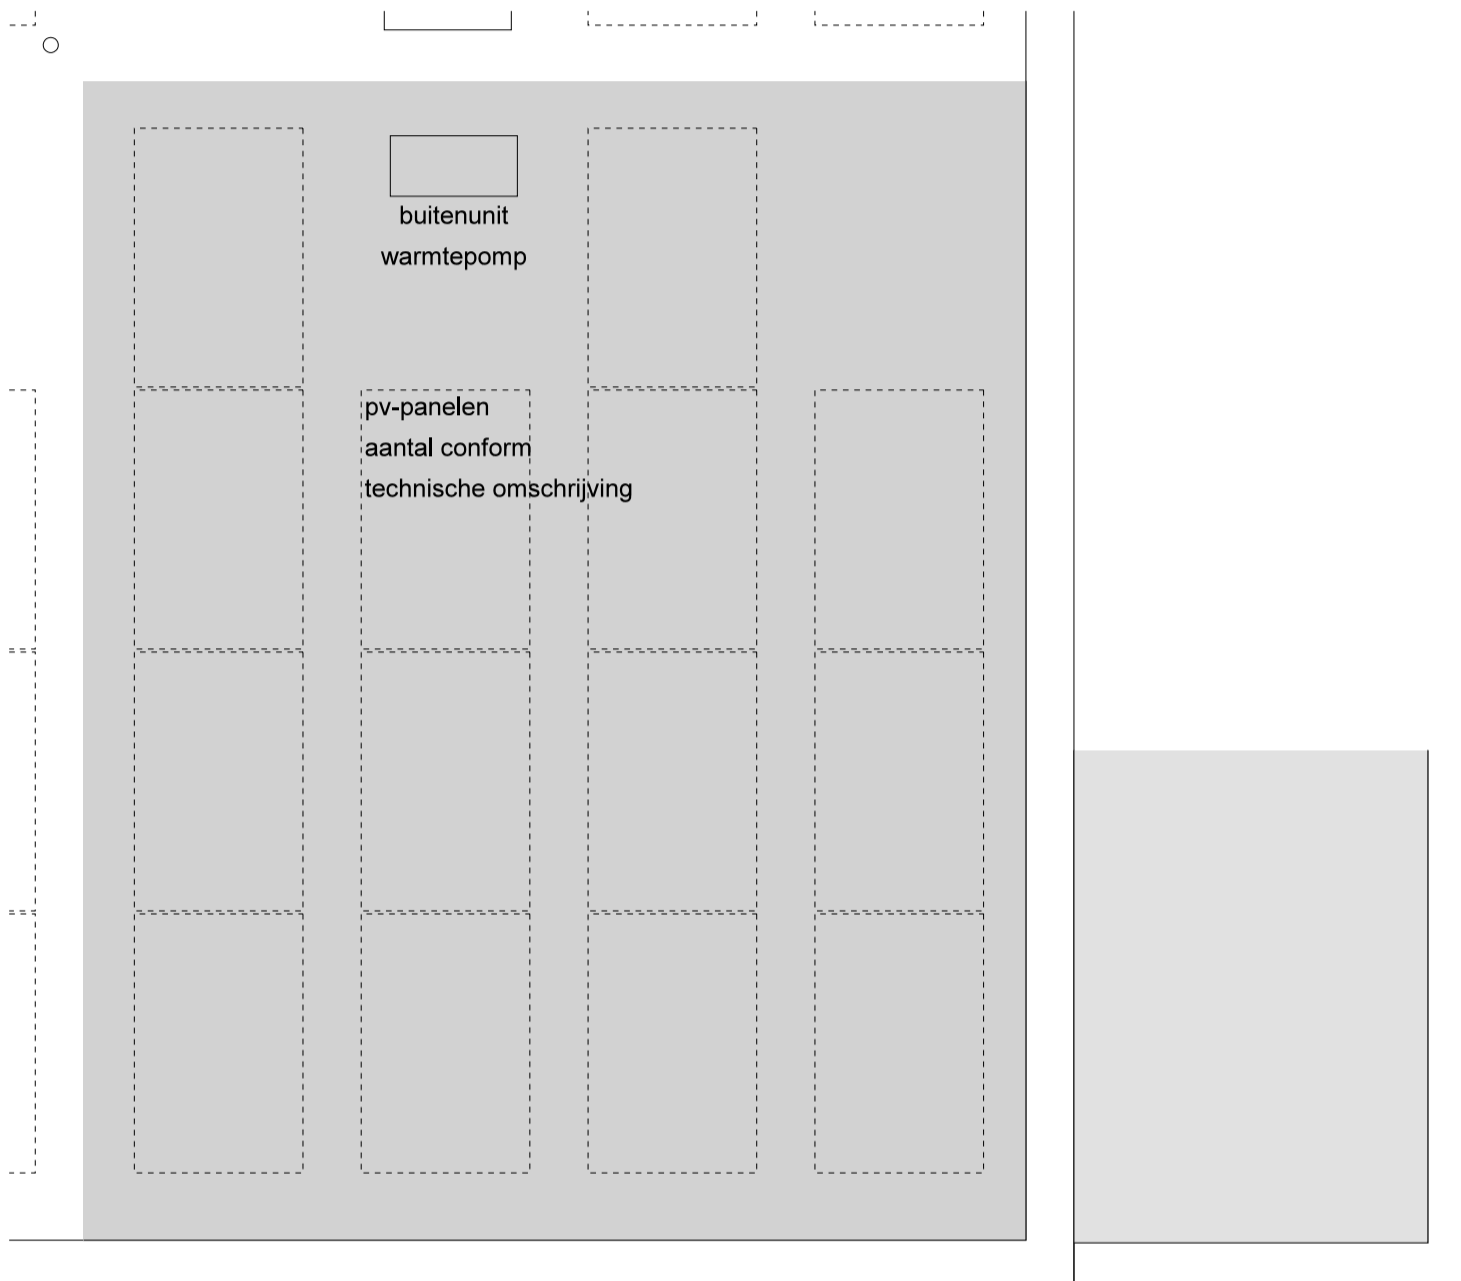 buitenunit
warmtepomp
pv-panelen
aantal conform
technische omschrijving